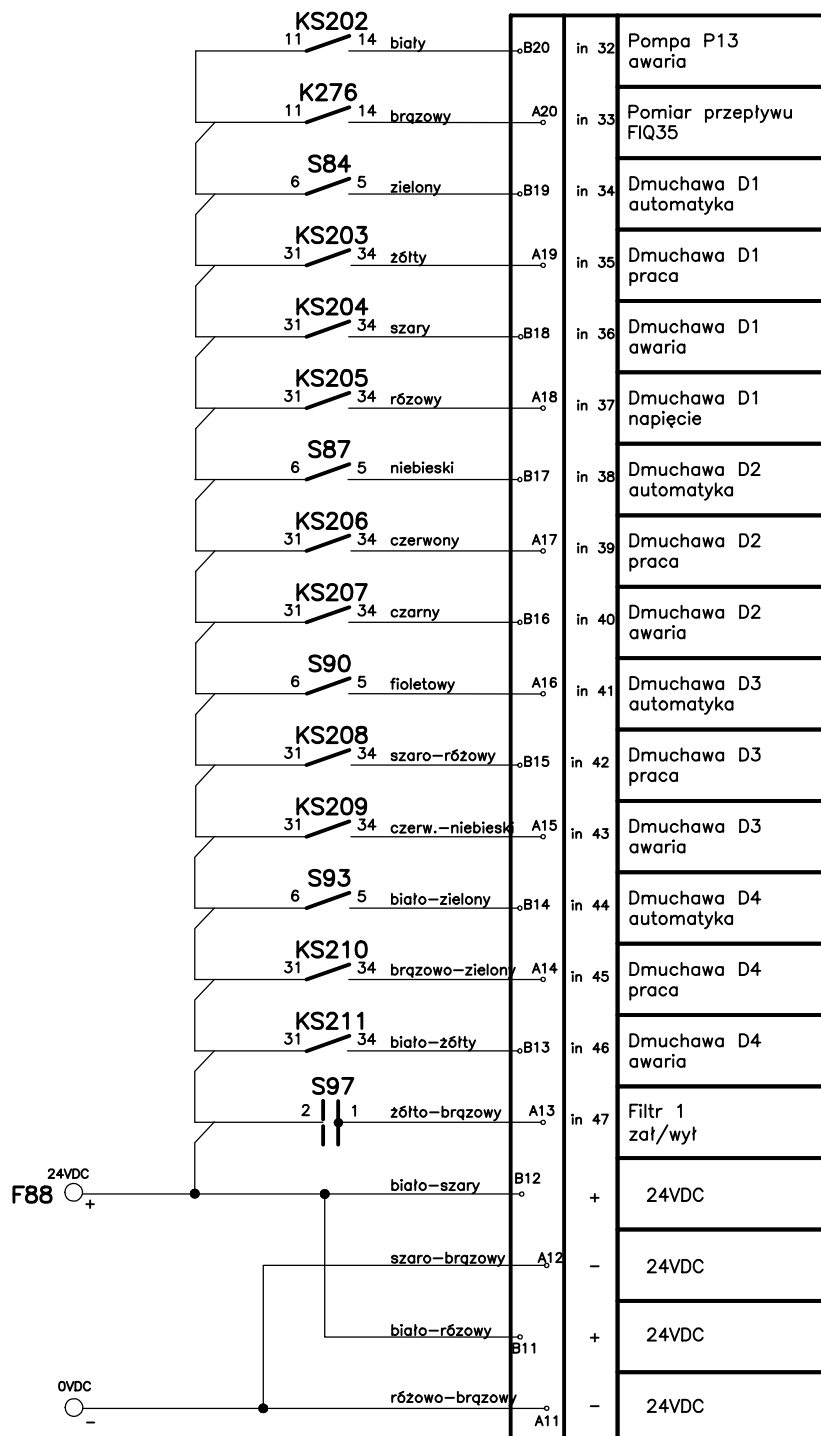 KS202
11 14 biały B20 in 32 Pompa P13
awaria
K276
11 14 brązowy A20 in 33 Pomiar przepływu
FIQ35
S84
6 5 zielony B19 in 34 Dmuchawa D1
automatyka
KS203
31 34 żółty A19 in 35 Dmuchawa D1
praca
KS204
31 34 szary B18 in 36 Dmuchawa D1
awaria
KS205
31 34 różowy A18 in 37 Dmuchawa D1
napięcie
S87
6 5 niebieski B17 in 38 Dmuchawa D2
automatyka
KS206
31 34 czerwony A17 in 39 Dmuchawa D2
praca
KS207
31 34 czarny B16 in 40 Dmuchawa D2
awaria
S90
6 5 fioletowy A16 in 41 Dmuchawa D3
automatyka
KS208
31 34 szaro-różowy B15 in 42 Dmuchawa D3
praca
KS209
31 34 czerw.-niebieski A15 in 43 Dmuchawa D3
awaria
S93
6 5 biało-zielony B14 in 44 Dmuchawa D4
automatyka
KS210
31 34 brązowo-zielony A14 in 45 Dmuchawa D4
praca
KS211
31 34 biało-żółty B13 in 46 Dmuchawa D4
awaria
S97
2 1 żółto-brązowy A13 in 47 Filtr 1
zał/wył
24VDC
F88 + biało-szary B12 + 24VDC
szaro-brązowy A12 - 24VDC
biało-różowy B11 + 24VDC
0VDC
- różowo-brązowy A11 - 24VDC